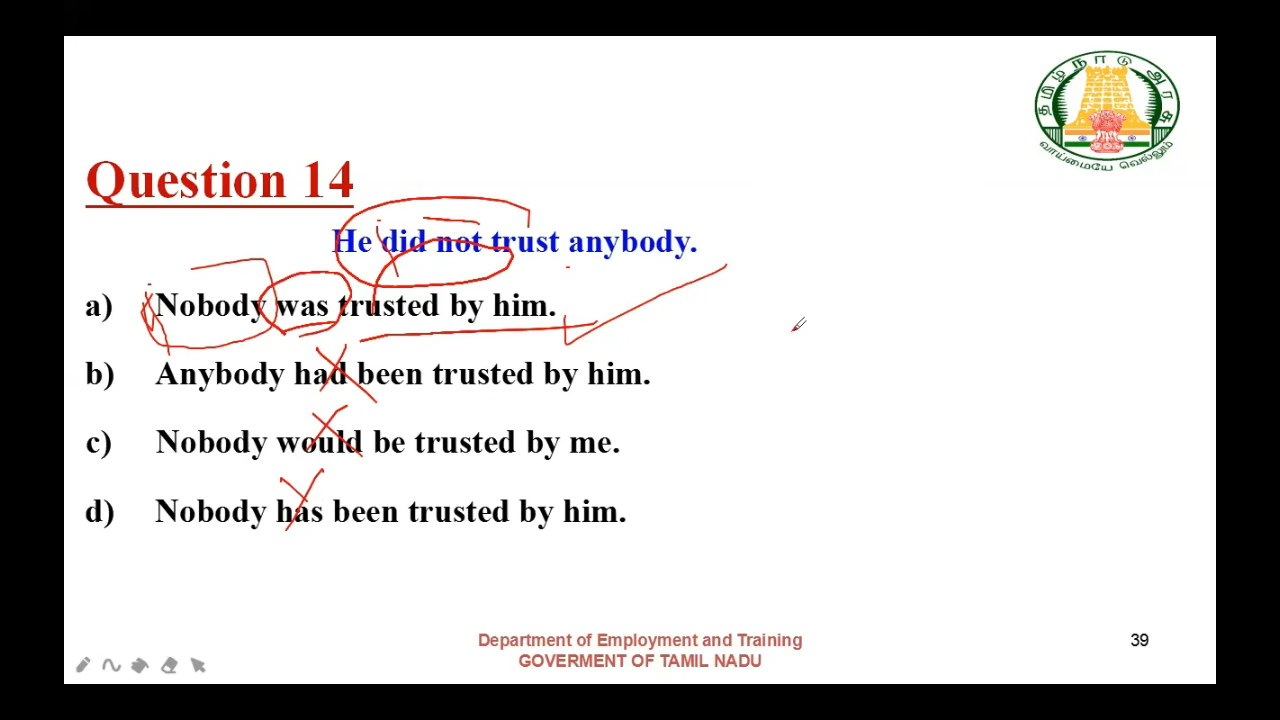 தமிழ்நாடு அரசு
வாய்மையே வெல்லும்
Question 14
He did not trust anybody.
a) Nobody was trusted by him.
b) Anybody had been trusted by him.
c) Nobody would be trusted by me.
d) Nobody has been trusted by him.
Department of Employment and Training
GOVERMENT OF TAMIL NADU
39